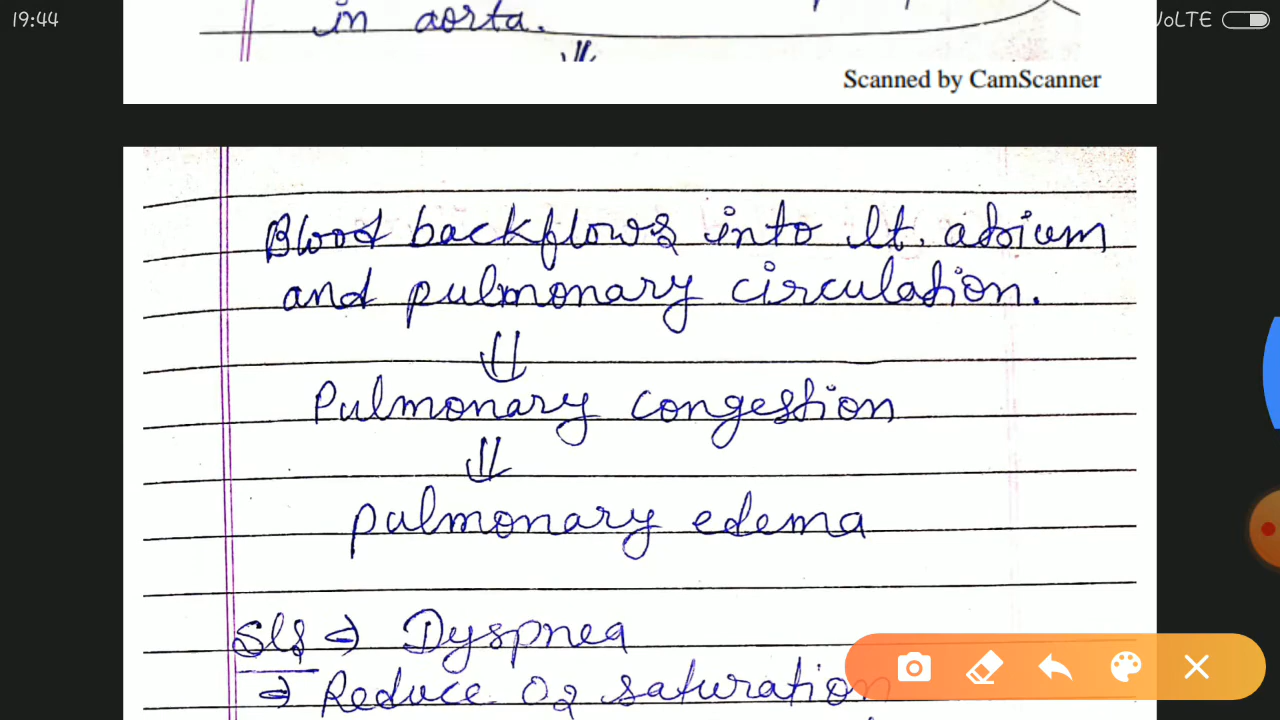 19:44
VoLTE
in aorta.
Scanned by CamScanner
Blood backflows into lt. atrium
and pulmonary circulation.
Pulmonary congestion
pulmonary edema
S/S → Dyspnea
→ Reduce O2 saturation